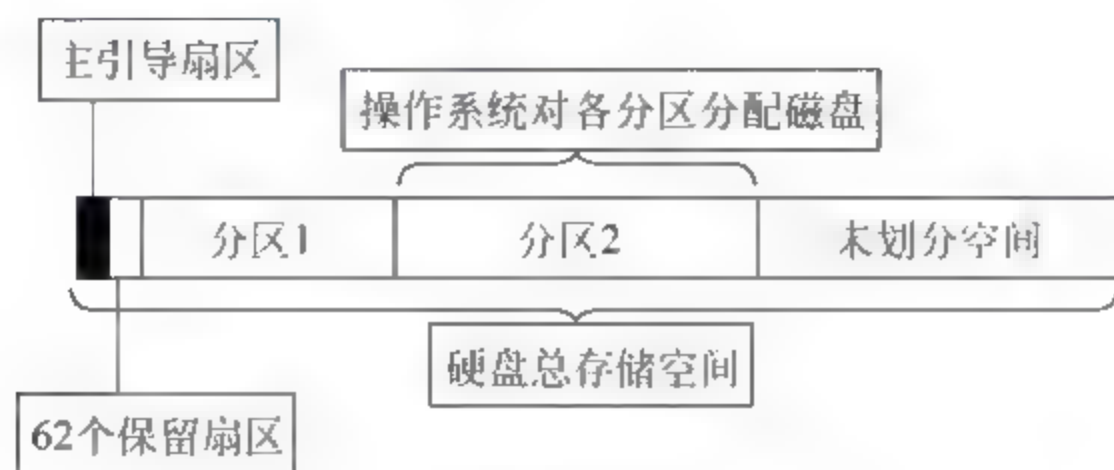 主引导扇区
操作系统对各分区分配磁盘
分区1
分区2
未划分空间
硬盘总存储空间
62个保留扇区